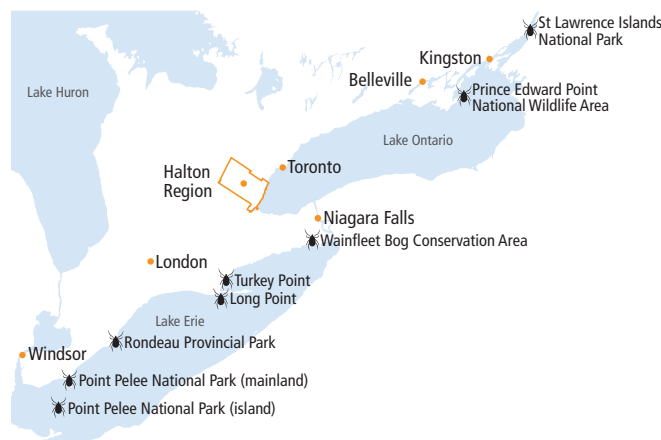 St Lawrence Islands
National Park
Kingston
Belleville
Lake Huron
Prince Edward Point
National Wildlife Area
Lake Ontario
Toronto
Halton
Region
Niagara Falls
Wainfleet Bog Conservation Area
London
Turkey Point
Long Point
Lake Erie
Rondeau Provincial Park
Windsor
Point Pelee National Park (mainland)
Point Pelee National Park (island)